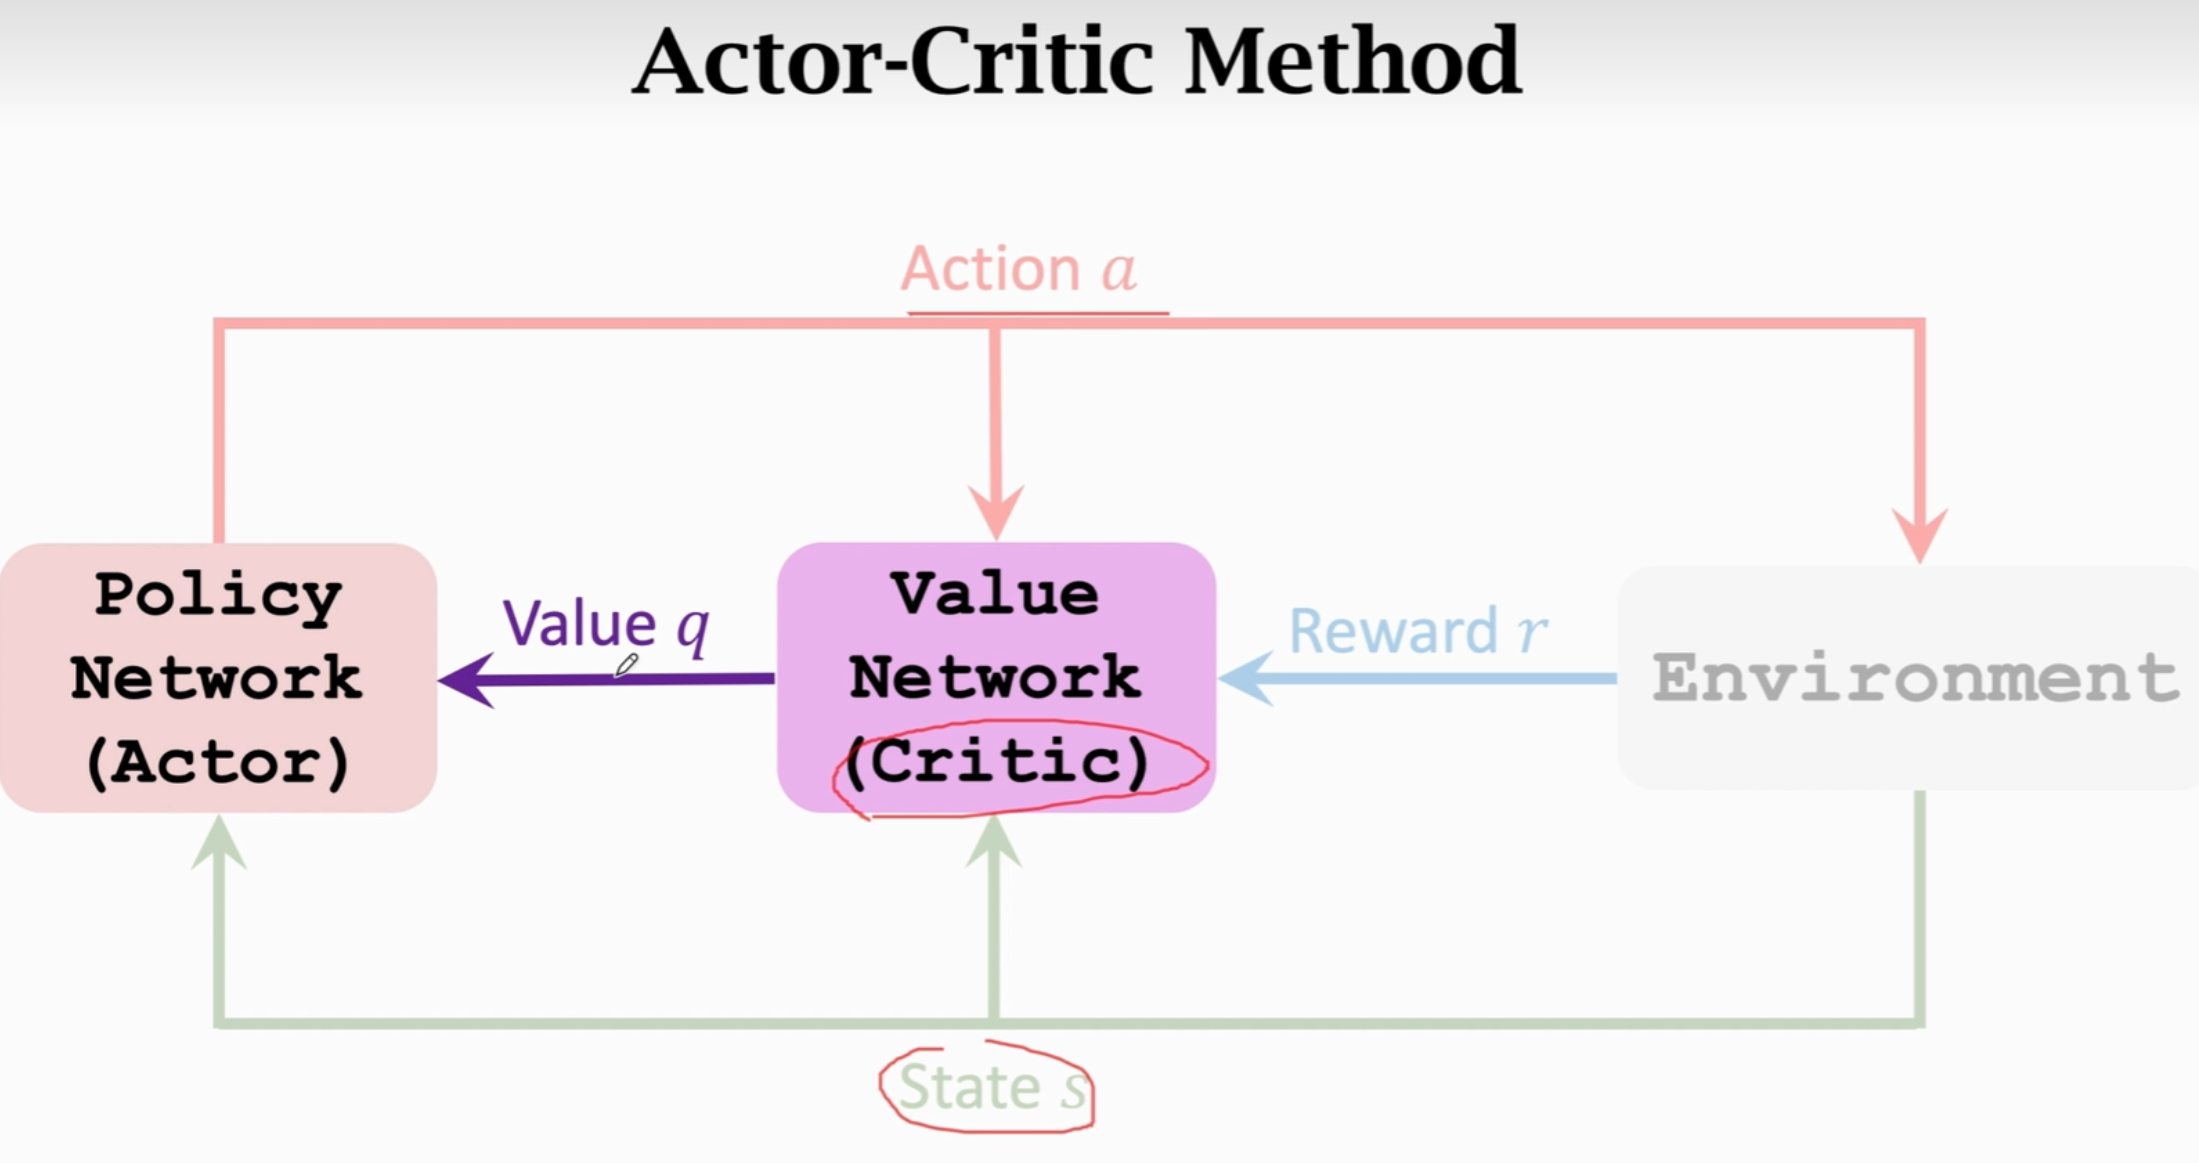 Actor-Critic Method
Action a
Policy
Network
(Actor)
Value q
Value
Network
(Critic)
Reward r
Environment
State s